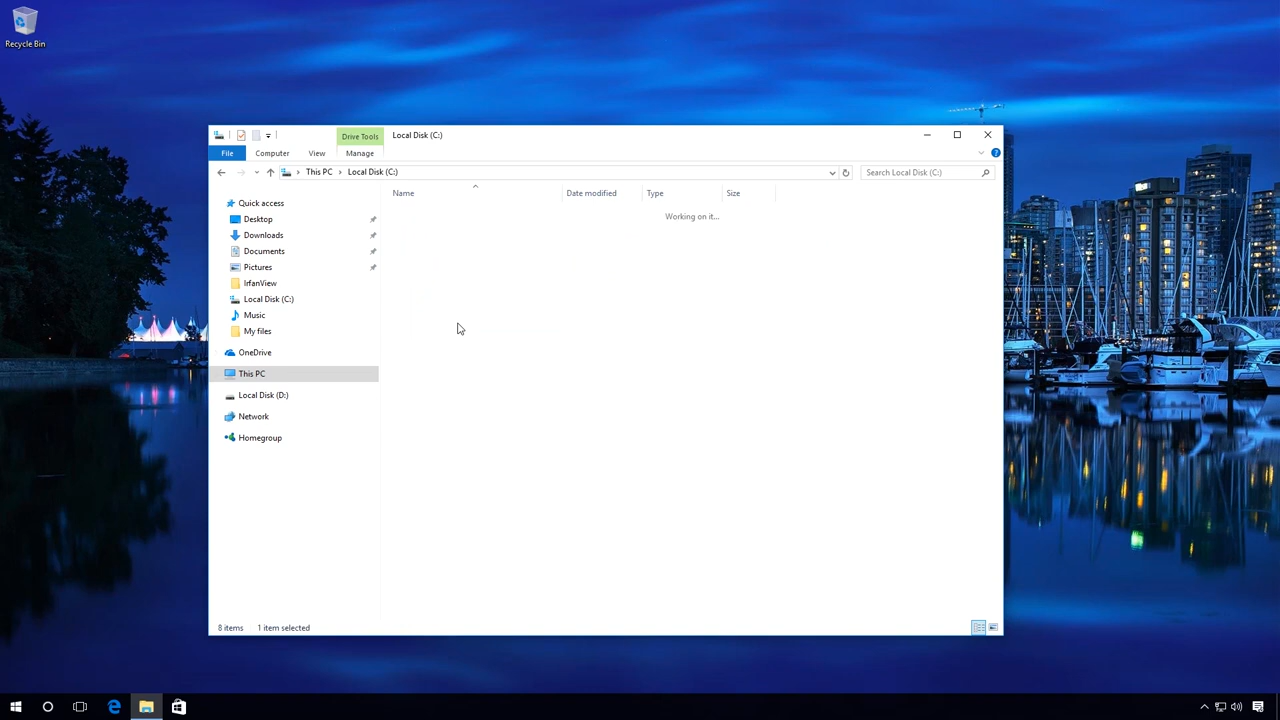 Recycle Bin
Drive Tools
Local Disk (C:)
File
Computer
View
Manage
This PC
Local Disk (C:)
Search Local Disk (C:)
Name
Date modified
Type
Size
Working on it...
Quick access
Desktop
Downloads
Documents
Pictures
IrfanView
Local Disk (C:)
Music
My files
OneDrive
This PC
Local Disk (D:)
Network
Homegroup
8 items
1 item selected